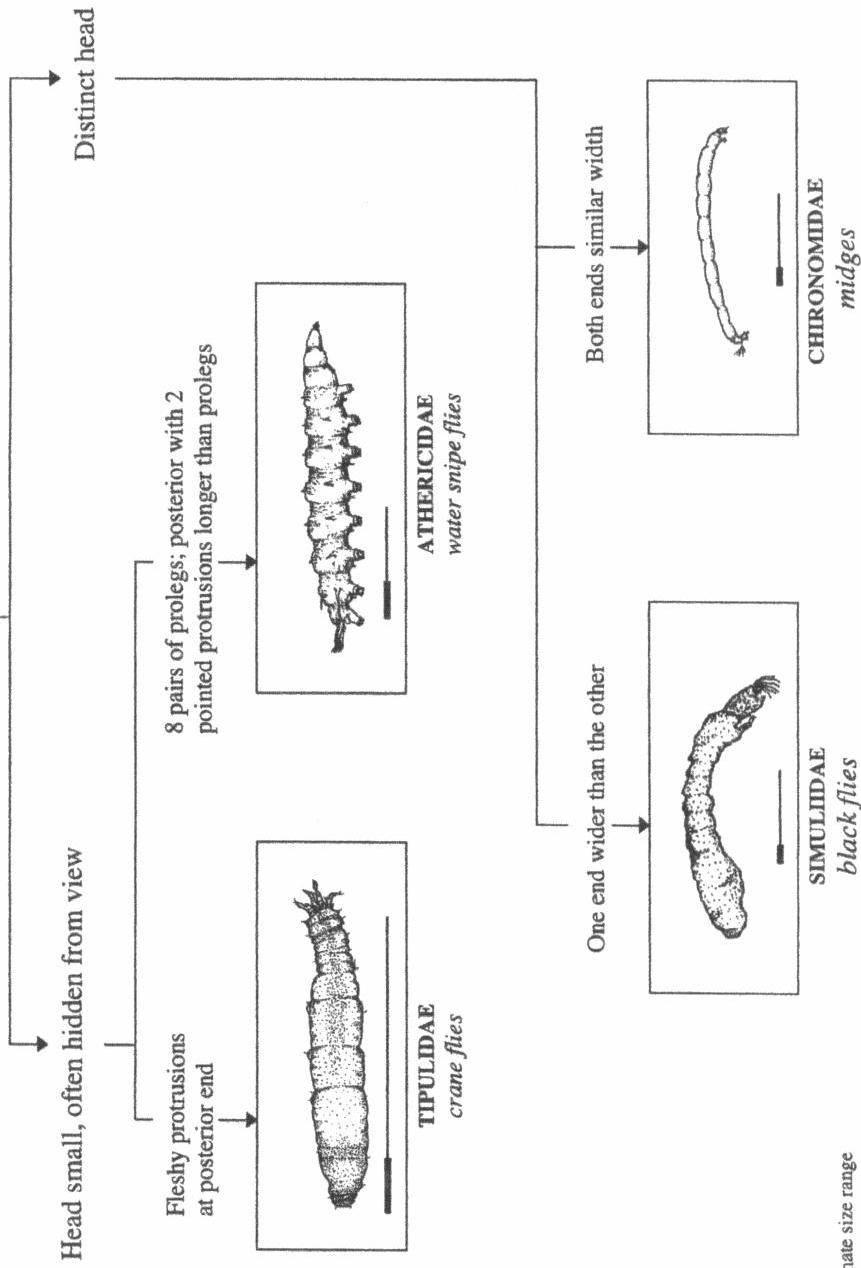 Head small, often hidden from view
Distinct head
Fleshy protrusions
at posterior end
8 pairs of prolegs; posterior with 2
pointed protrusions longer than prolegs
TIPULIDAE
crane flies
ATHERICIDAE
water snipe flies
One end wider than the other
Both ends similar width
SIMULIIDAE
black flies
CHIRONOMIDAE
midges
size range